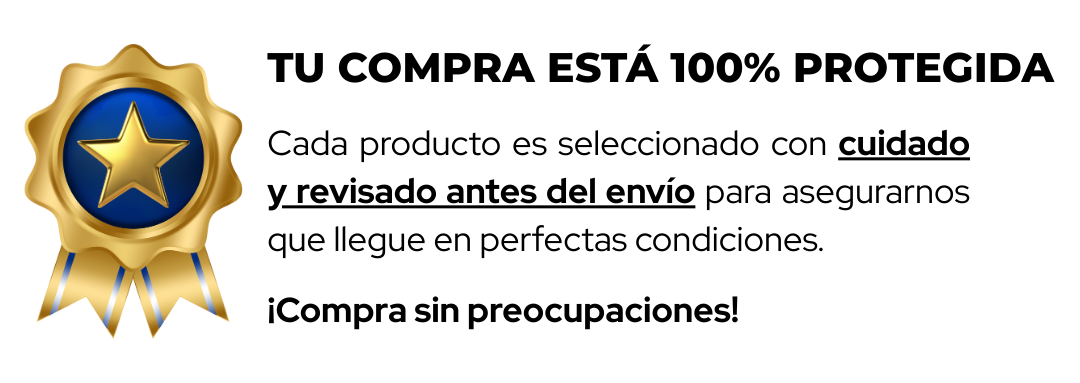 TU COMPRA ESTÁ 100% PROTEGIDA
Cada producto es seleccionado con cuidado
y revisado antes del envío para asegurarnos
que llegue en perfectas condiciones.
¡Compra sin preocupaciones!